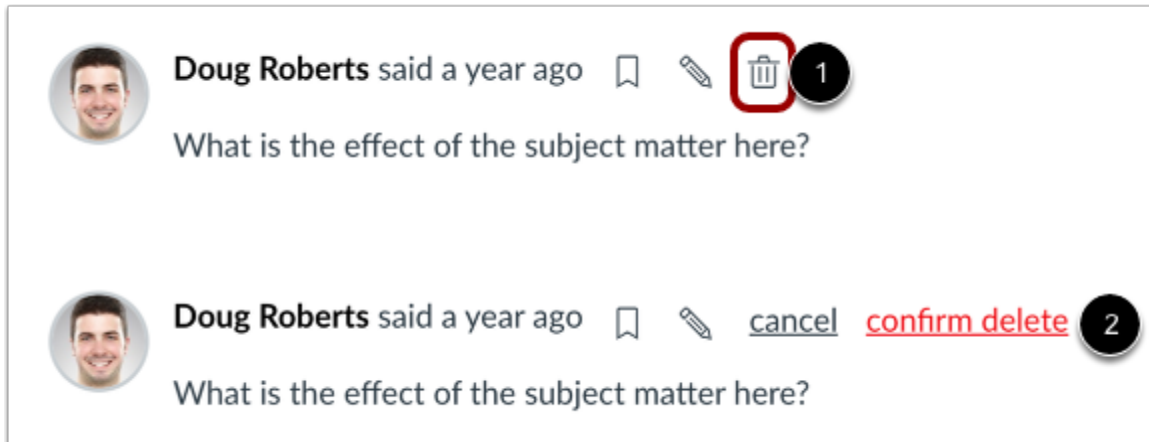 Doug Roberts said a year ago 1
What is the effect of the subject matter here?
Doug Roberts said a year ago cancel confirm delete 2
What is the effect of the subject matter here?